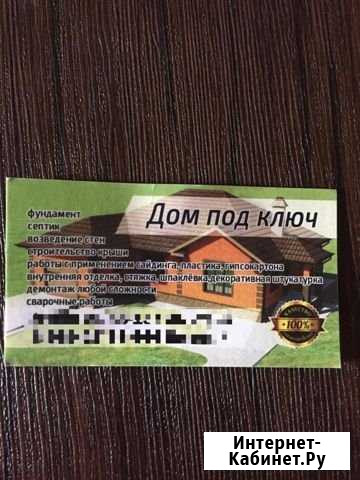 Дом под ключ
фундамент
септик
возведение стен
строительство крыши
работы с применением сайдинга, пластика, гипсокартона
внутренняя отделка, стяжка, шпаклёвка, декоративная штукатурка
демонтаж любой сложности
сварочные работы
КАЧЕСТВО
100%
Интернет-
Кабинет.Ру